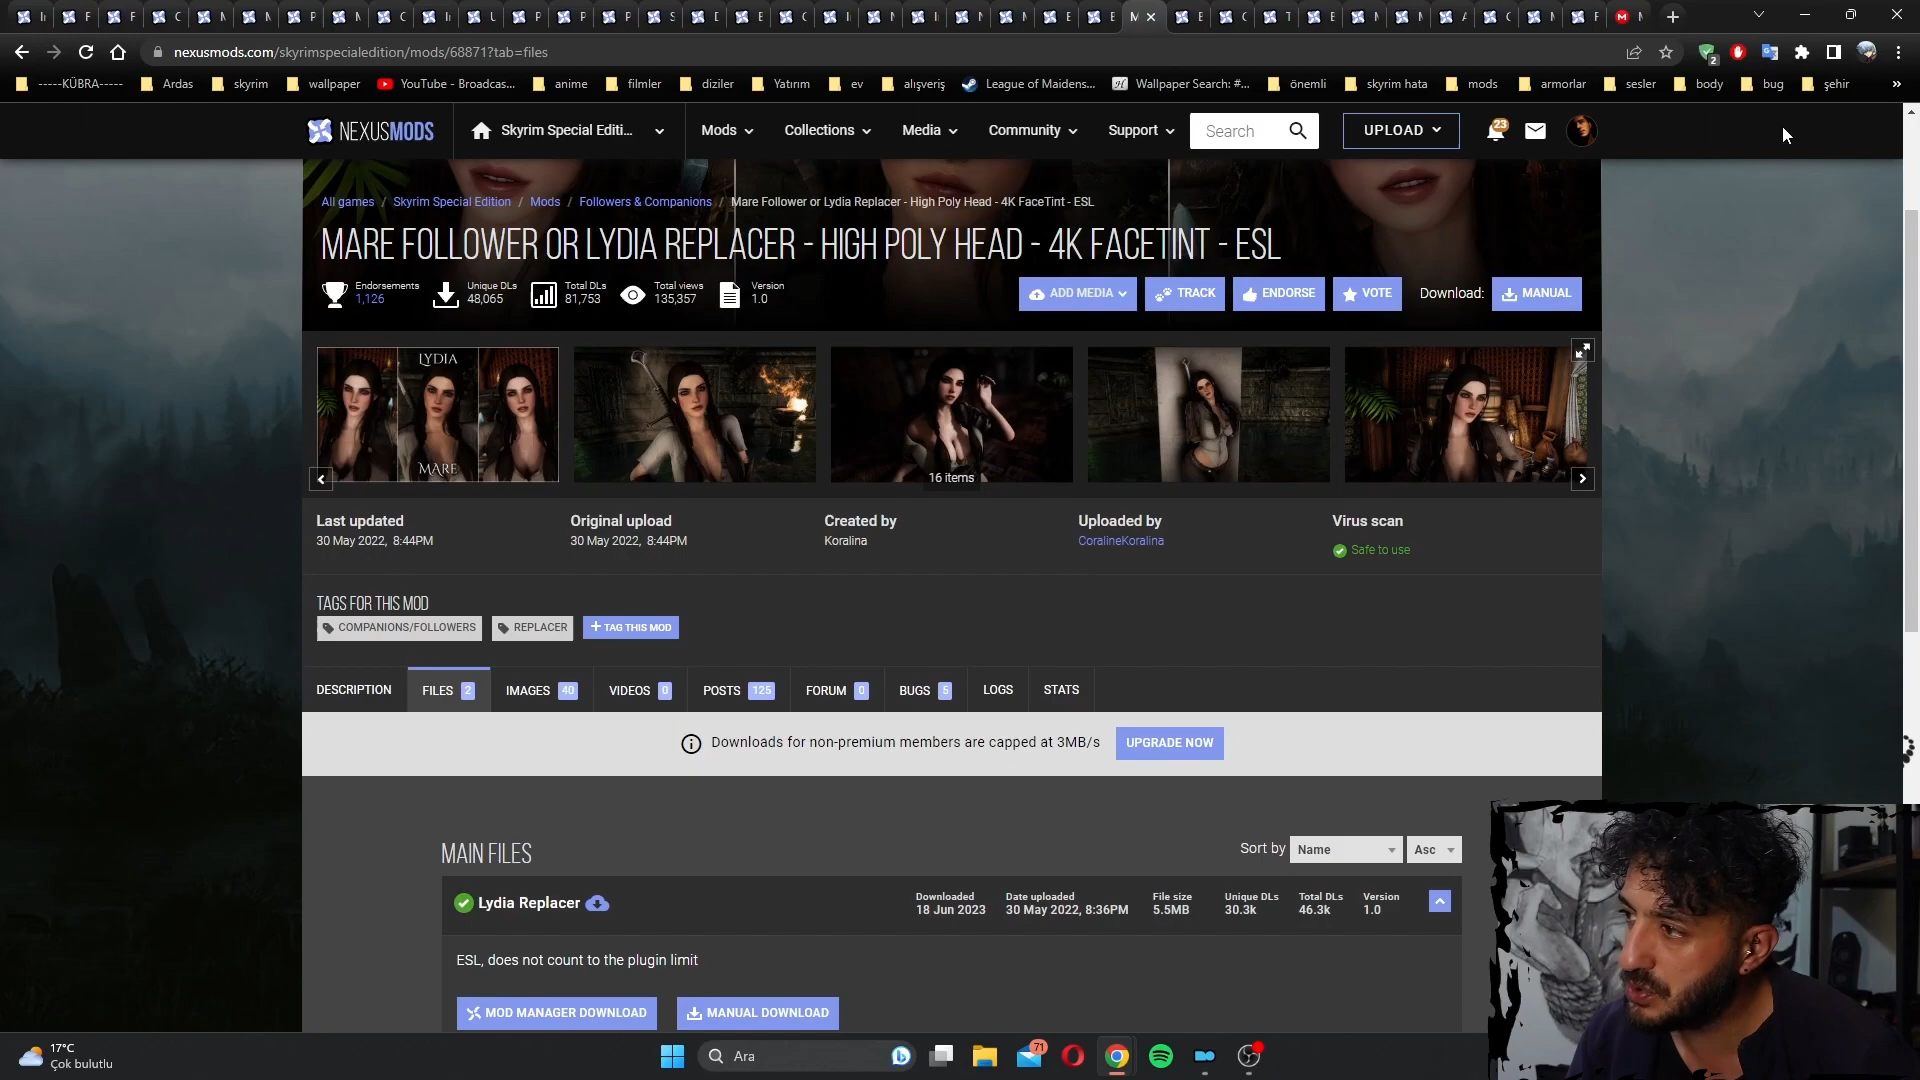 nexusmods.com/skyrimspecialedition/mods/68871?tab=files
2
-----KÜBRA-----
Ardas
skyrim
wallpaper
YouTube - Broadcas...
anime
filmler
diziler
Yatırım
ev
alışveriş
League of Maidens...
Wallpaper Search: #...
önemli
skyrim hata
mods
armorlar
sesler
body
bug
şehir
NEXUSMODS
Skyrim Special Editi...
Mods
Collections
Media
Community
Support
Search
UPLOAD
23
All games / Skyrim Special Edition / Mods / Followers & Companions / Mare Follower or Lydia Replacer - High Poly Head - 4K FaceTint - ESL
MARE FOLLOWER OR LYDIA REPLACER - HIGH POLY HEAD - 4K FACETINT - ESL
Endorsements
1,126
Unique DLs
48,065
Total DLs
81,753
Total views
135,357
Version
1.0
ADD MEDIA
TRACK
ENDORSE
VOTE
Download:
MANUAL
LYDIA
MARE
16 items
Last updated
30 May 2022, 8:44PM
Original upload
30 May 2022, 8:44PM
Created by
Koralina
Uploaded by
CoralineKoralina
Virus scan
Safe to use
TAGS FOR THIS MOD
COMPANIONS/FOLLOWERS
REPLACER
+ TAG THIS MOD
DESCRIPTION
FILES 2
IMAGES 40
VIDEOS 0
POSTS 125
FORUM 0
BUGS 5
LOGS
STATS
Downloads for non-premium members are capped at 3MB/s
UPGRADE NOW
MAIN FILES
Sort by
Name
Asc
Lydia Replacer
Downloaded
18 Jun 2023
Date uploaded
30 May 2022, 8:36PM
File size
5.5MB
Unique DLs
30.3k
Total DLs
46.3k
Version
1.0
ESL, does not count to the plugin limit
MOD MANAGER DOWNLOAD
MANUAL DOWNLOAD
17°C
Çok bulutlu
Ara
71